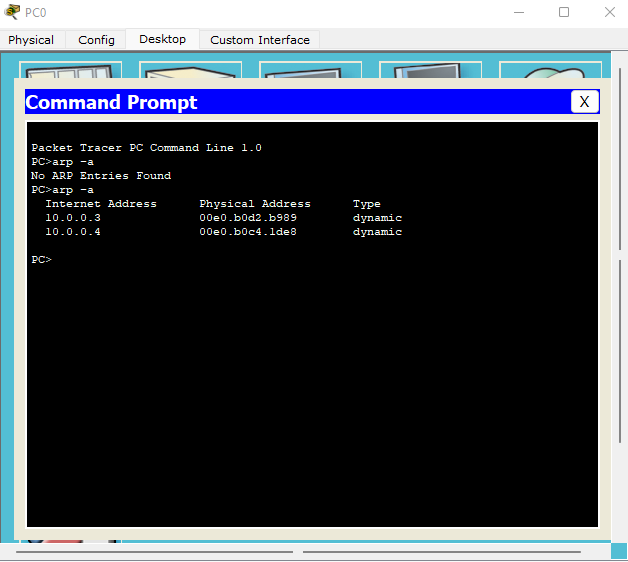 PC0
Physical Config Desktop Custom Interface
Command Prompt X
Packet Tracer PC Command Line 1.0
PC>arp -a
No ARP Entries Found
PC>arp -a
Internet Address Physical Address Type
10.0.0.3 00e0.b0d2.b989 dynamic
10.0.0.4 00e0.b0c4.1de8 dynamic
PC>